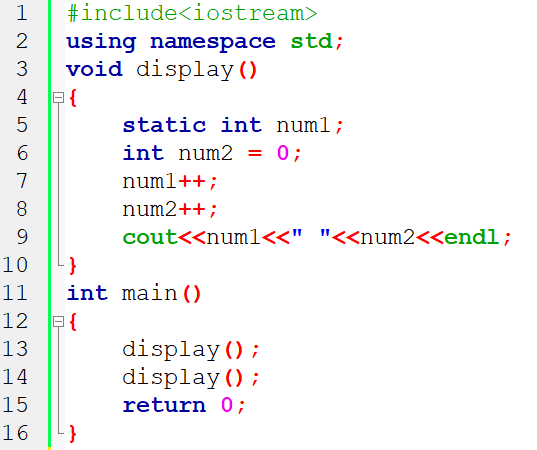 1 #include<iostream>
2 using namespace std;
3 void display()
4 {
5 static int num1;
6 int num2 = 0;
7 num1++;
8 num2++;
9 cout<<num1<<" "<<num2<<endl;
10 }
11 int main()
12 {
13 display();
14 display();
15 return 0;
16 }